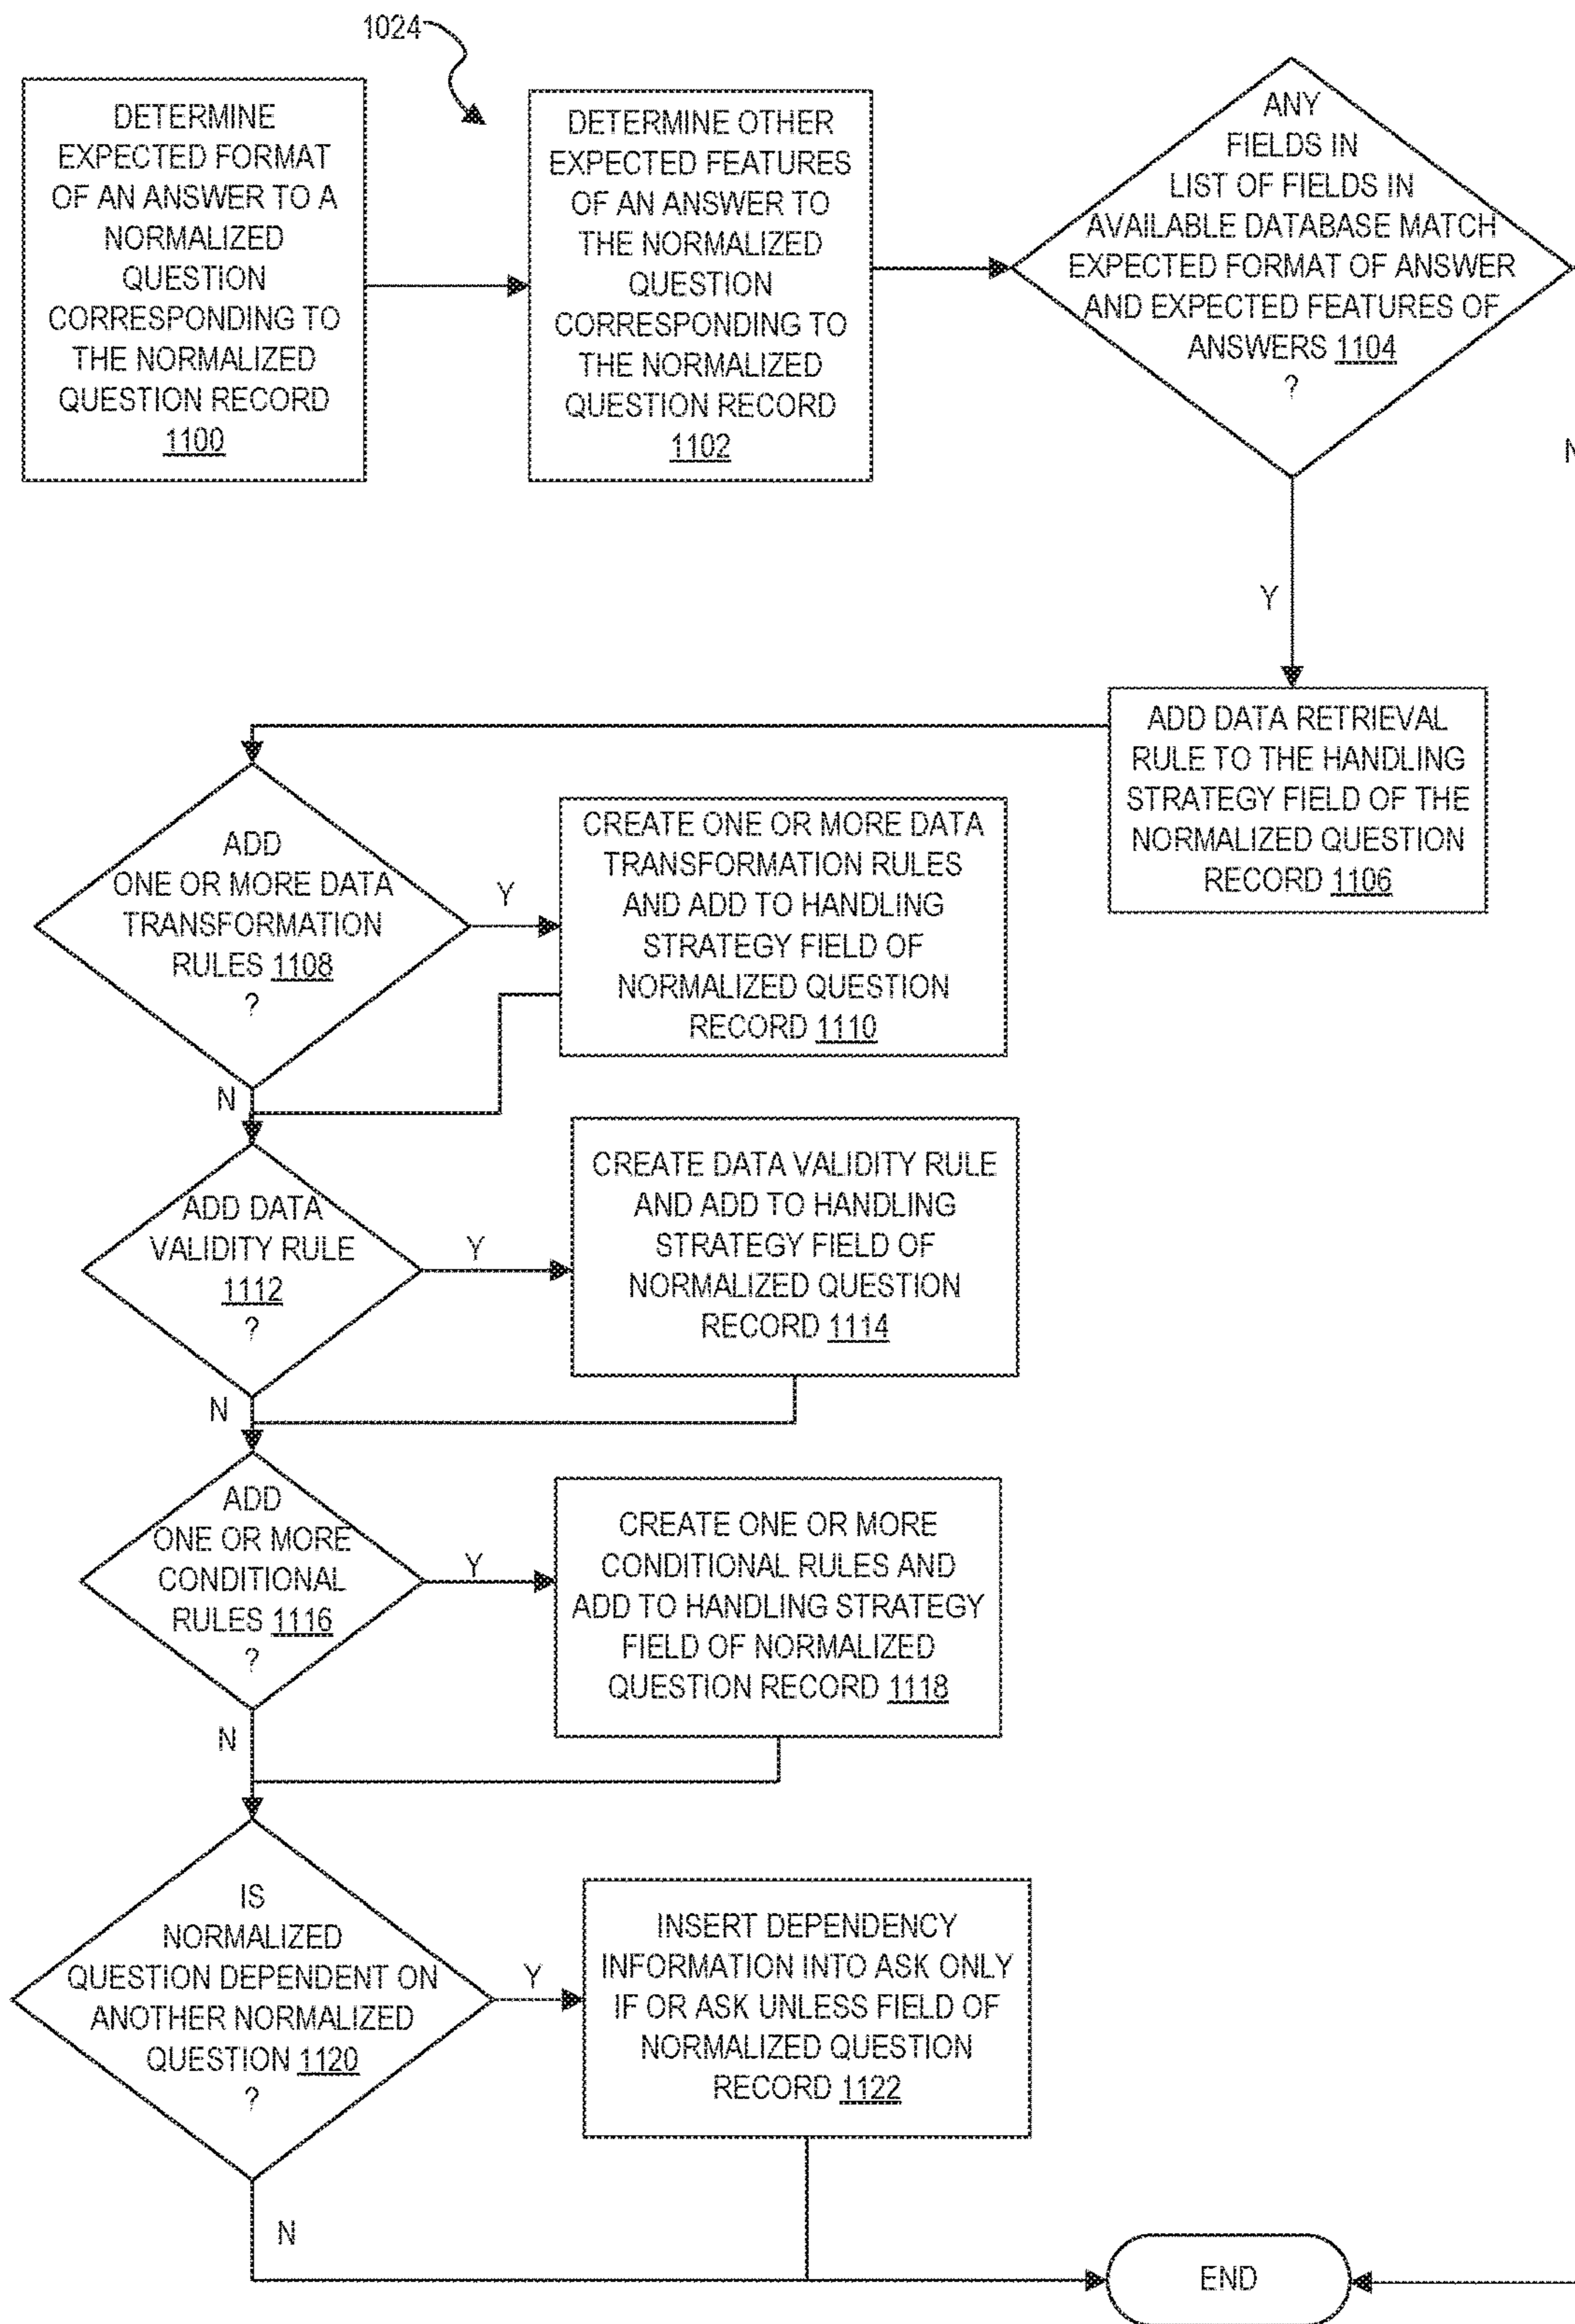 1024
DETERMINE
EXPECTED FORMAT
OF AN ANSWER TO A
NORMALIZED
QUESTION
CORRESPONDING TO
THE NORMALIZED
QUESTION RECORD
1100
DETERMINE OTHER
EXPECTED FEATURES
OF AN ANSWER TO
THE NORMALIZED
QUESTION
CORRESPONDING TO
THE NORMALIZED
QUESTION RECORD
1102
ANY
FIELDS IN
LIST OF FIELDS IN
AVAILABLE DATABASE MATCH
EXPECTED FORMAT OF ANSWER
AND EXPECTED FEATURES OF
ANSWERS 1104
?
N
Y
ADD DATA RETRIEVAL
RULE TO THE HANDLING
STRATEGY FIELD OF THE
NORMALIZED QUESTION
RECORD 1106
ADD
ONE OR MORE DATA
TRANSFORMATION
RULES 1108
?
Y
CREATE ONE OR MORE DATA
TRANSFORMATION RULES
AND ADD TO HANDLING
STRATEGY FIELD OF
NORMALIZED QUESTION
RECORD 1110
N
ADD DATA
VALIDITY RULE
1112
?
Y
CREATE DATA VALIDITY RULE
AND ADD TO HANDLING
STRATEGY FIELD OF
NORMALIZED QUESTION
RECORD 1114
N
ADD
ONE OR MORE
CONDITIONAL
RULES 1116
?
Y
CREATE ONE OR MORE
CONDITIONAL RULES AND
ADD TO HANDLING STRATEGY
FIELD OF NORMALIZED
QUESTION RECORD 1118
N
IS
NORMALIZED
QUESTION DEPENDENT ON
ANOTHER NORMALIZED
QUESTION 1120
?
Y
INSERT DEPENDENCY
INFORMATION INTO ASK ONLY
IF OR ASK UNLESS FIELD OF
NORMALIZED QUESTION
RECORD 1122
N
END